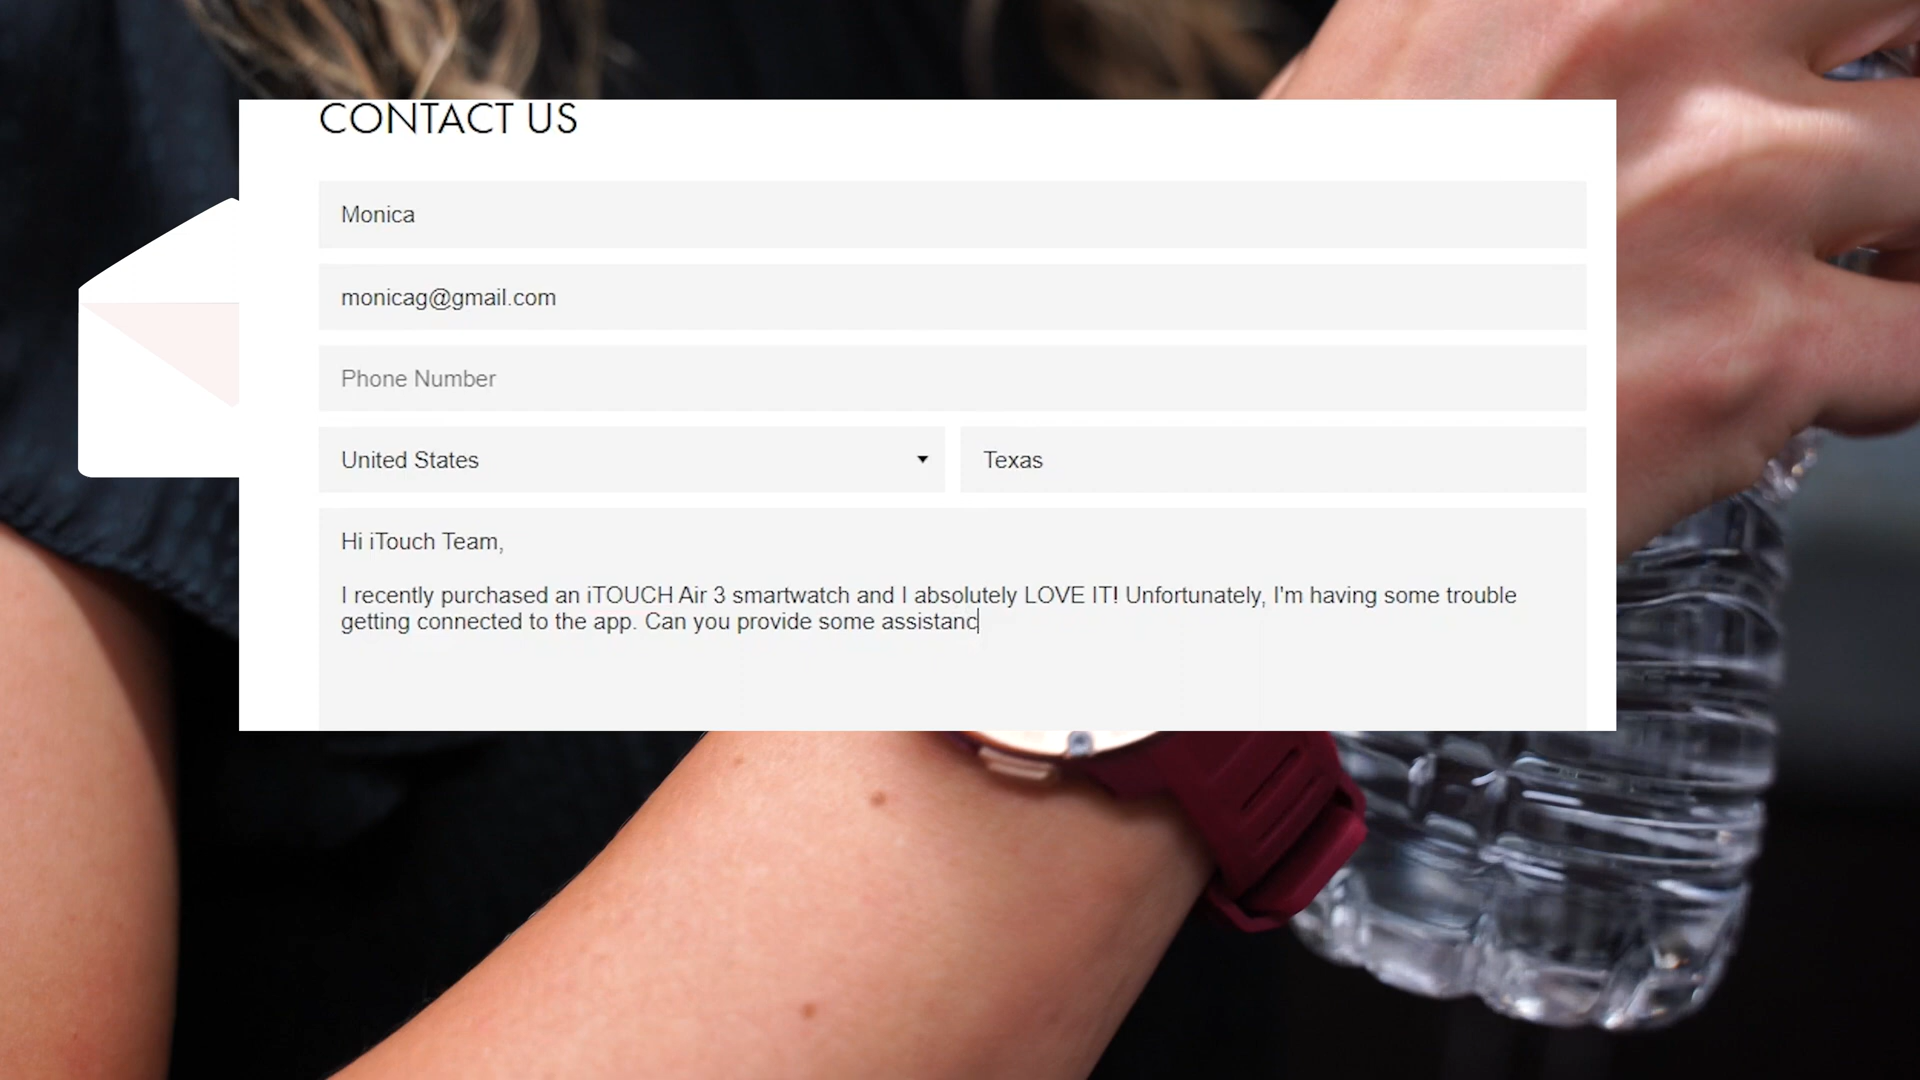 CONTACT US
Monica
monicag@gmail.com
Phone Number
United States
Texas
Hi iTouch Team,
I recently purchased an iTOUCH Air 3 smartwatch and I absolutely LOVE IT! Unfortunately, I'm having some trouble
getting connected to the app. Can you provide some assistanc